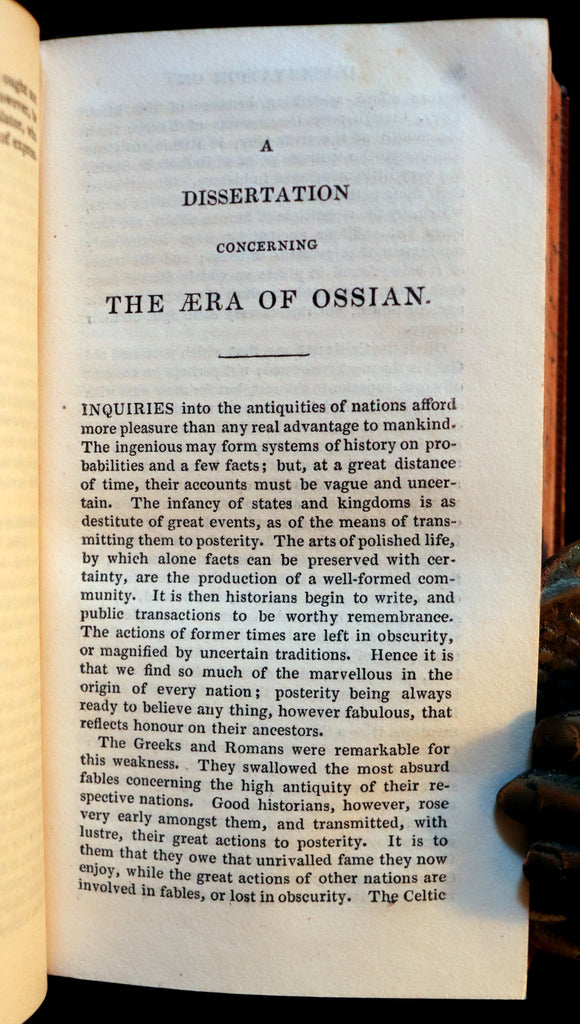 A
DISSERTATION
CONCERNING
THE ÆRA OF OSSIAN.
INQUIRIES into the antiquities of nations afford
more pleasure than any real advantage to mankind.
The ingenious may form systems of history on pro-
babilities and a few facts; but, at a great distance
of time, their accounts must be vague and uncer-
tain. The infancy of states and kingdoms is as
destitute of great events, as of the means of trans-
mitting them to posterity. The arts of polished life,
by which alone facts can be preserved with cer-
tainty, are the production of a well-formed com-
munity. It is then historians begin to write, and
public transactions to be worthy remembrance.
The actions of former times are left in obscurity,
or magnified by uncertain traditions. Hence it is
that we find so much of the marvellous in the
origin of every nation; posterity being always
ready to believe any thing, however fabulous, that
reflects honour on their ancestors.
The Greeks and Romans were remarkable for
this weakness. They swallowed the most absurd
fables concerning the high antiquity of their re-
spective nations. Good historians, however, rose
very early amongst them, and transmitted, with
lustre, their great actions to posterity. It is to
them that they owe that unrivalled fame they now
enjoy, while the great actions of other nations are
involved in fables, or lost in obscurity. The Celtic